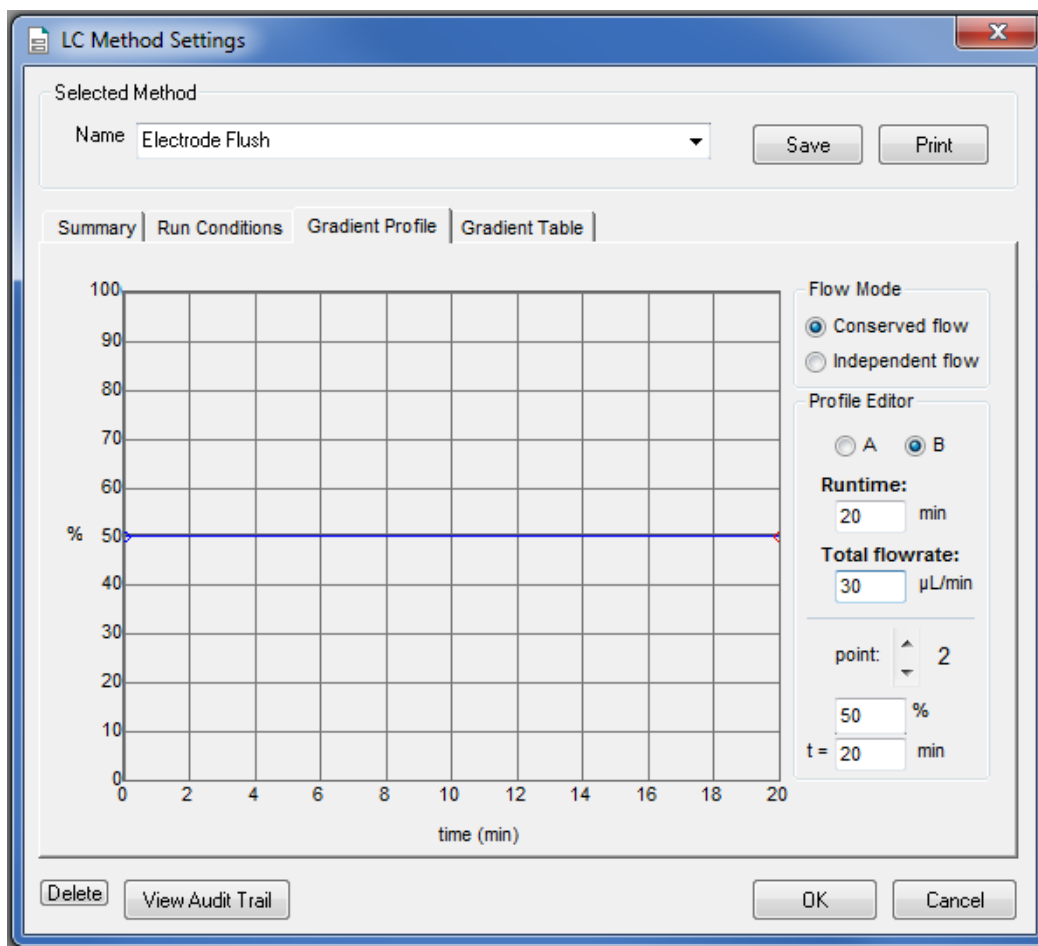 LC Method Settings
X
Selected Method
Name Electrode Flush Save Print
Summary Run Conditions Gradient Profile Gradient Table
100
90
80
70
60
% 50
40
30
20
10
0
0 2 4 6 8 10 12 14 16 18 20
time (min)
Flow Mode
Conserved flow
Independent flow
Profile Editor
A B
Runtime:
20 min
Total flowrate:
30 µL/min
point: 2
50 %
t = 20 min
Delete View Audit Trail OK Cancel